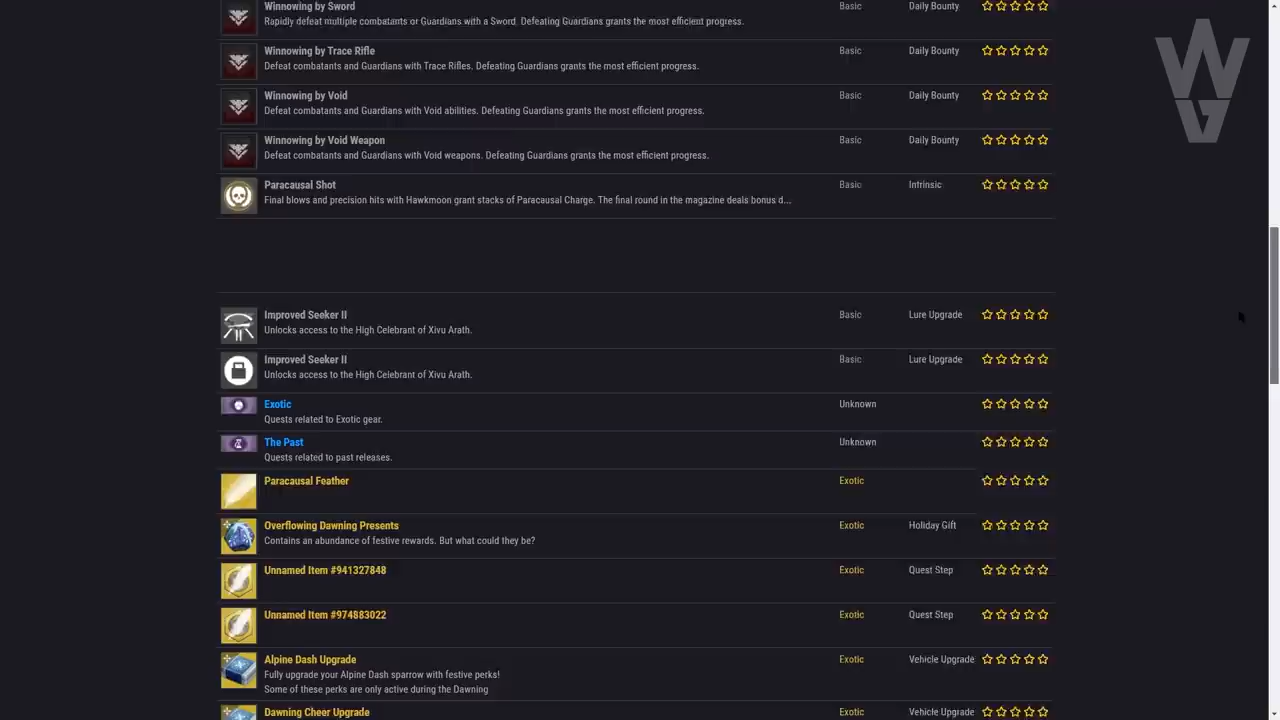 Winnowing by Sword Basic Daily Bounty
Rapidly defeat multiple combatants or Guardians with a Sword. Defeating Guardians grants the most efficient progress.
Winnowing by Trace Rifle Basic Daily Bounty
Defeat combatants and Guardians with Trace Rifles. Defeating Guardians grants the most efficient progress.
Winnowing by Void Basic Daily Bounty
Defeat combatants and Guardians with Void abilities. Defeating Guardians grants the most efficient progress.
Winnowing by Void Weapon Basic Daily Bounty
Defeat combatants and Guardians with Void weapons. Defeating Guardians grants the most efficient progress.
Paracausal Shot Basic Intrinsic
Final blows and precision hits with Hawkmoon grant stacks of Paracausal Charge. The final round in the magazine deals bonus d...
Improved Seeker II Basic Lure Upgrade
Unlocks access to the High Celebrant of Xivu Arath.
Improved Seeker II Basic Lure Upgrade
Unlocks access to the High Celebrant of Xivu Arath.
Exotic Unknown
Quests related to Exotic gear.
The Past Unknown
Quests related to past releases.
Paracausal Feather Exotic
Overflowing Dawning Presents Exotic Holiday Gift
Contains an abundance of festive rewards. But what could they be?
Unnamed Item #941327848 Exotic Quest Step
Unnamed Item #974883022 Exotic Quest Step
Alpine Dash Upgrade Exotic Vehicle Upgrade
Fully upgrade your Alpine Dash sparrow with festive perks!
Some of these perks are only active during the Dawning
Dawning Cheer Upgrade Exotic Vehicle Upgrade
WG